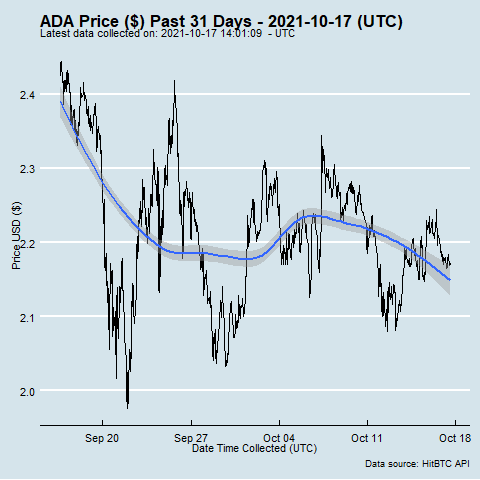 ADA Price ($) Past 31 Days - 2021-10-17 (UTC)
Latest data collected on: 2021-10-17 14:01:09 - UTC
2.4
2.3
2.2
2.1
2.0
Price USD ($)
Sep 20 Sep 27 Oct 04 Oct 11 Oct 18
Date Time Collected (UTC)
Data source: HitBTC API